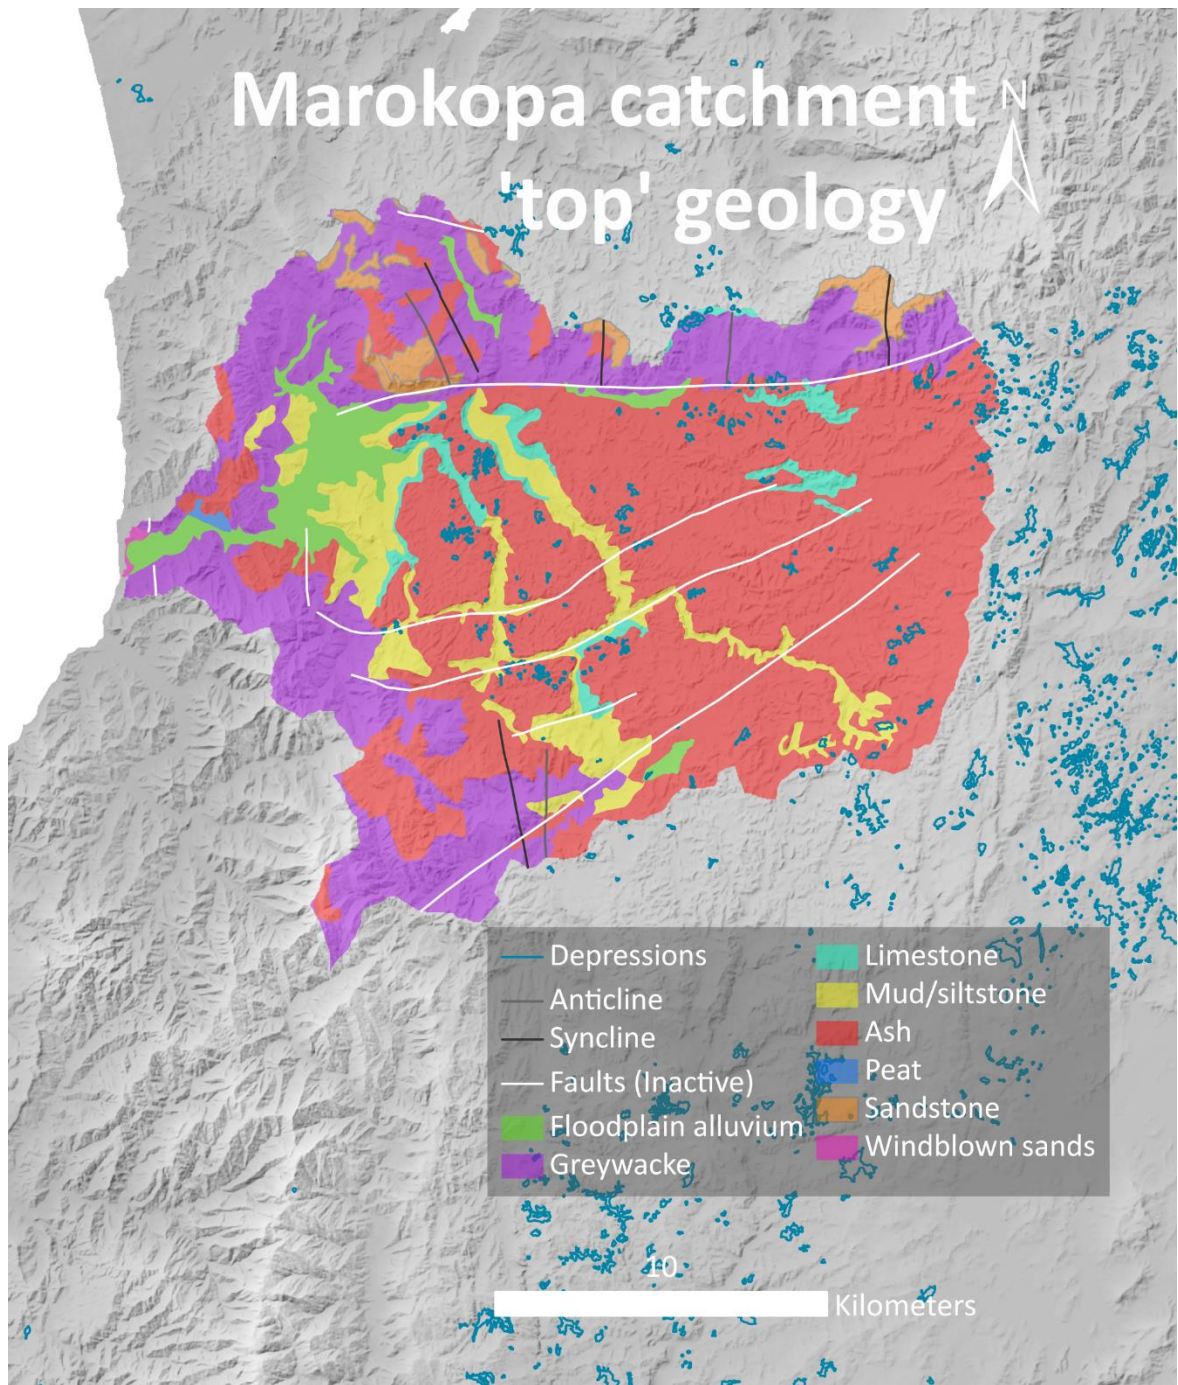 Marokopa catchment
'top' geology
N
Depressions
Anticline
Syncline
Faults (Inactive)
Floodplain alluvium
Greywacke
Limestone
Mud/siltstone
Ash
Peat
Sandstone
Windblown sands
10
Kilometers